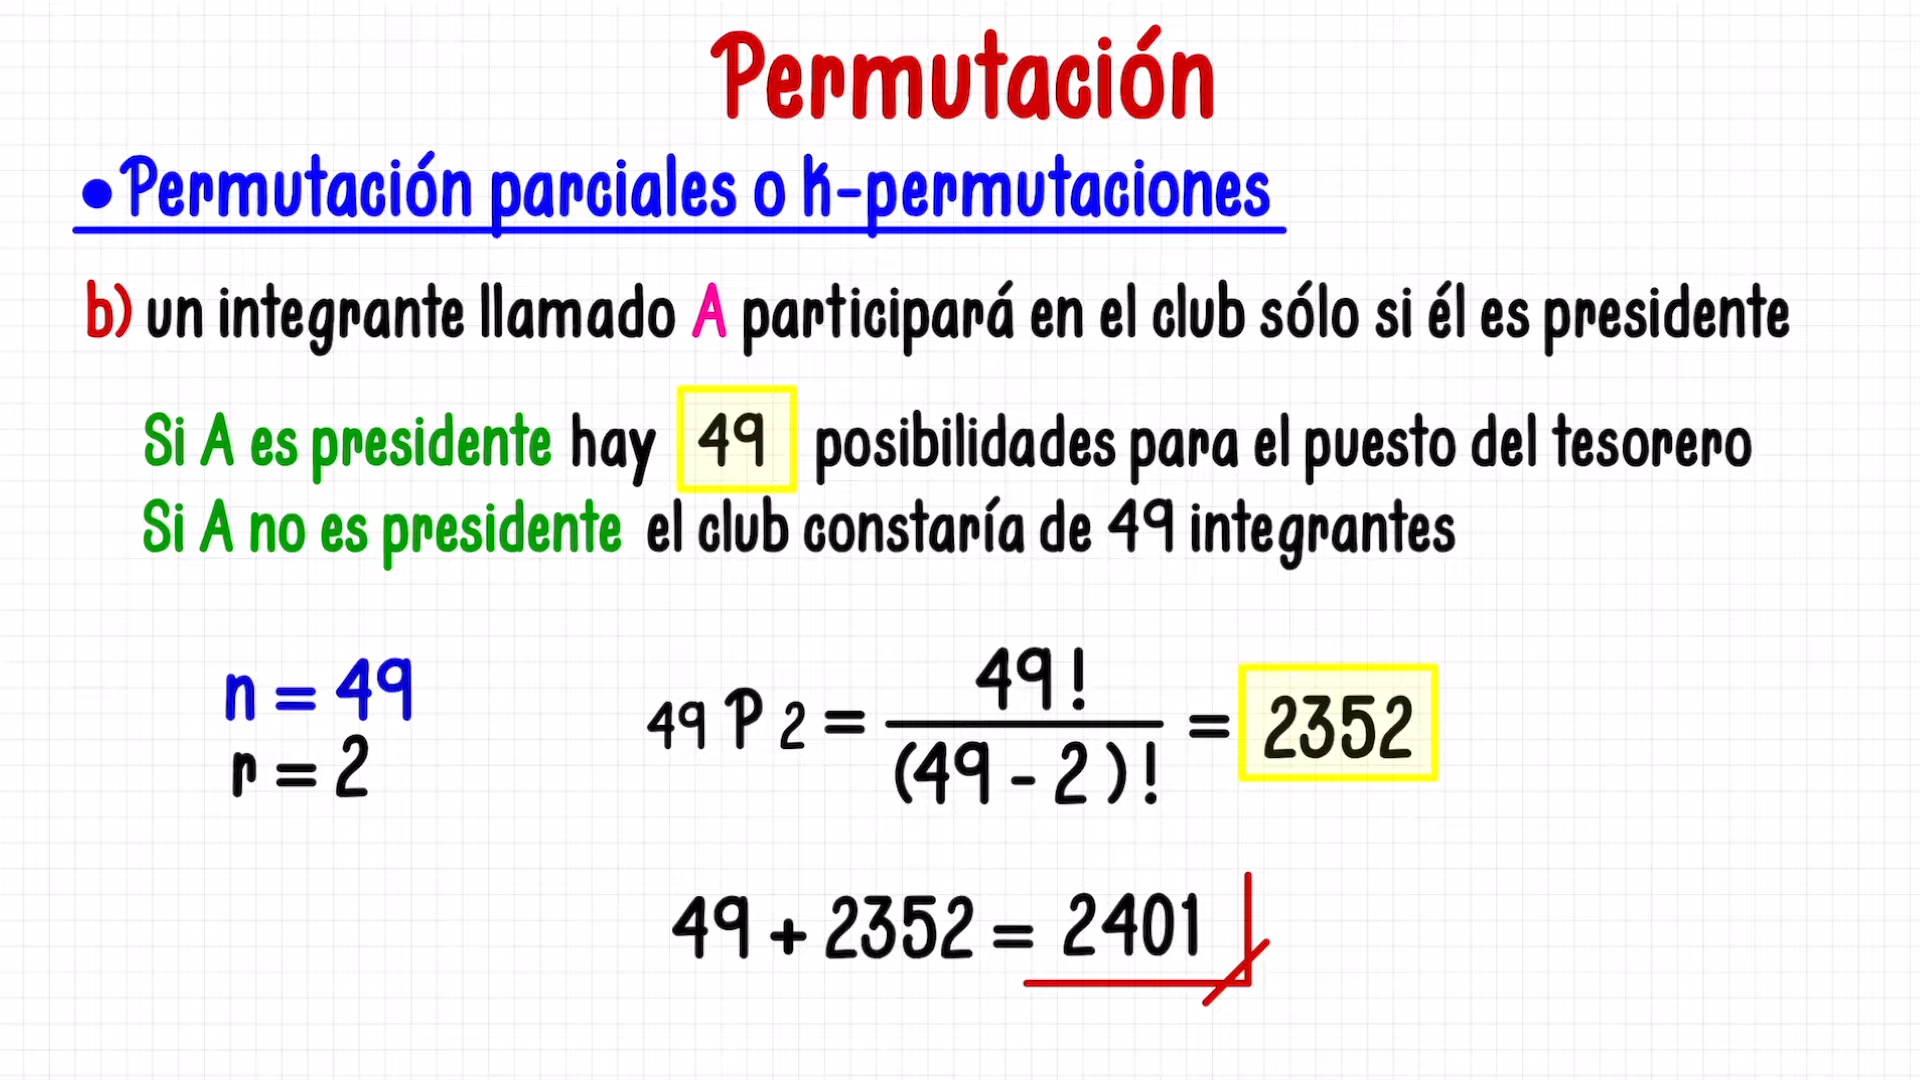 Permutación
•Permutación parciales o k-permutaciones
b) un integrante llamado A participará en el club sólo si él es presidente
Si A es presidente hay 49 posibilidades para el puesto del tesorero
Si A no es presidente el club constaría de 49 integrantes
n = 49
r = 2
49 P 2 = 49! / (49 - 2)! = 2352
49 + 2352 = 2401